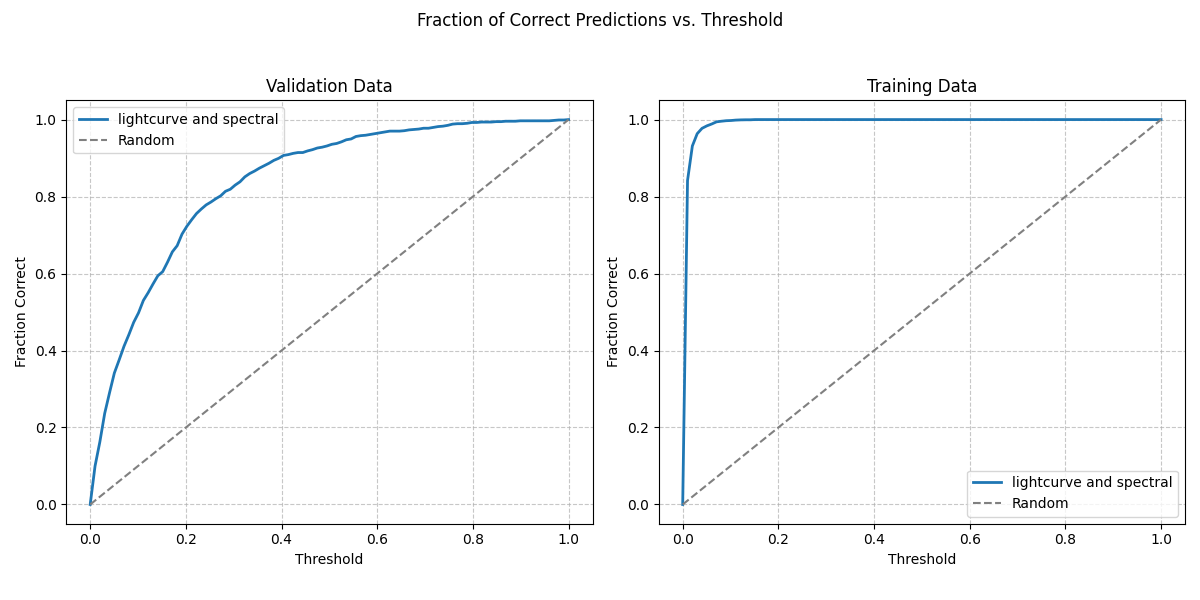 Fraction of Correct Predictions vs. Threshold
Validation Data
1.0
0.8
0.6
0.4
0.2
0.0
Fraction Correct
lightcurve and spectral
Random
0.0 0.2 0.4 0.6 0.8 1.0
Threshold
Training Data
1.0
0.8
0.6
0.4
0.2
0.0
Fraction Correct
lightcurve and spectral
Random
0.0 0.2 0.4 0.6 0.8 1.0
Threshold